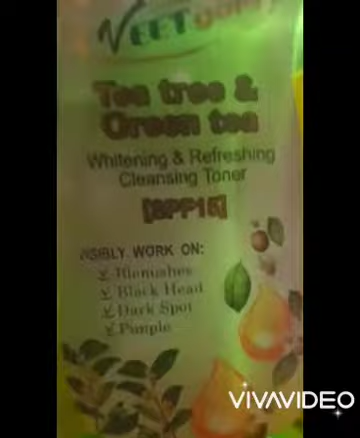 Tea tree &
Green tea
Whitening & Refreshing
Cleansing Toner
[SPF15]
VISIBLY WORK ON:
Blemishes
Black Head
Dark Spot
Pimple
VIVAVIDEO